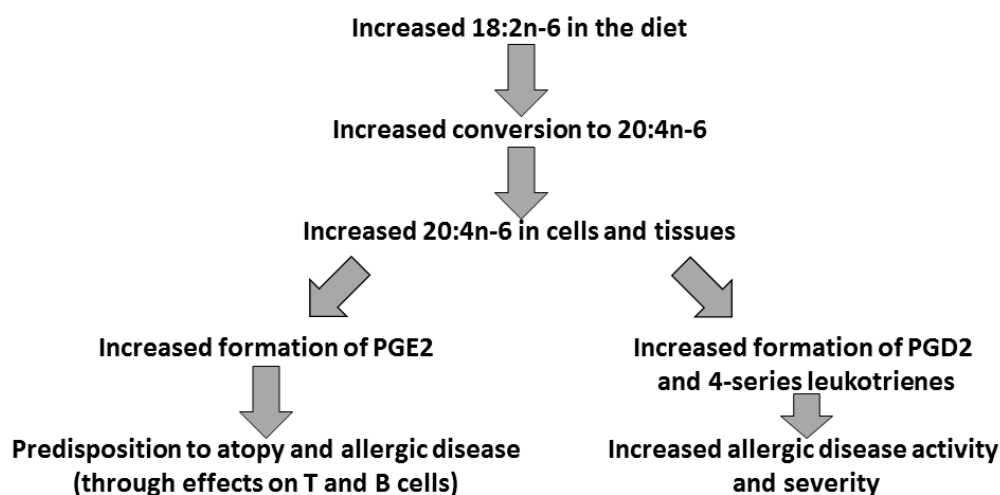 Increased 18:2n-6 in the diet
Increased conversion to 20:4n-6
Increased 20:4n-6 in cells and tissues
Increased formation of PGE2
Predisposition to atopy and allergic disease
(through effects on T and B cells)
Increased formation of PGD2
and 4-series leukotrienes
Increased allergic disease activity
and severity